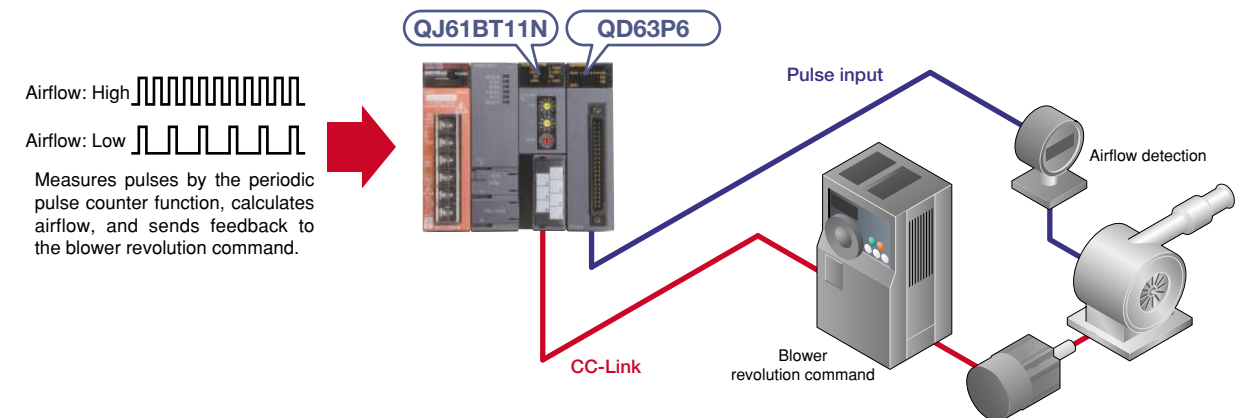 QJ61BT11N
QD63P6
Airflow: High
Airflow: Low
Measures pulses by the periodic
pulse counter function, calculates
airflow, and sends feedback to
the blower revolution command.
Pulse input
Airflow detection
CC-Link
Blower
revolution command